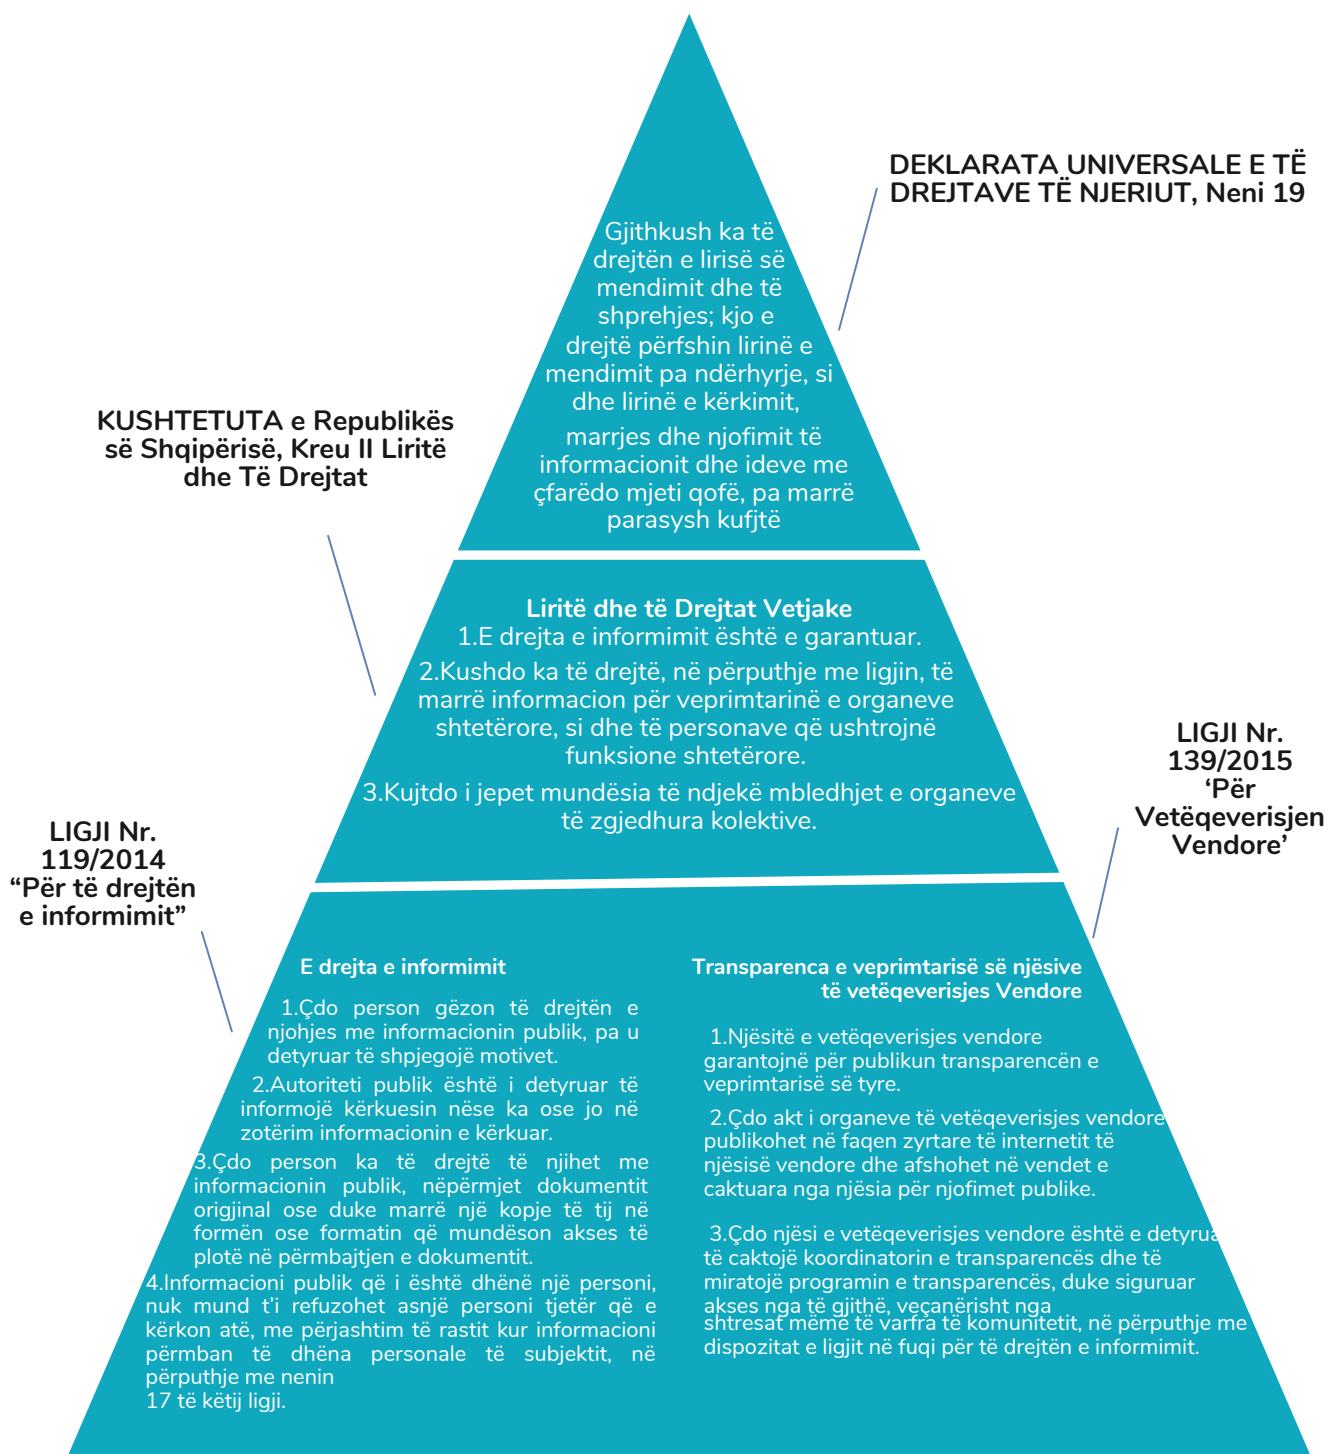 DEKLARATA UNIVERSALE E TË
DREJTAVE TË NJERIUT, Neni 19
Gjithkush ka të
drejtën e lirisë së
mendimit dhe të
shprehjes; kjo e
drejtë përfshin lirinë e
mendimit pa ndërhyrje, si
dhe lirinë e kërkimit,
marrjes dhe njofimit të
informacionit dhe ideve me
çfarëdo mjeti qofë, pa marrë
parasysh kufjtë
KUSHTETUTA e Republikës
së Shqipërisë, Kreu II Liritë
dhe Të Drejtat
Liritë dhe të Drejtat Vetjake
1.E drejta e informimit është e garantuar.
2.Kushdo ka të drejtë, në përputhje me ligjin, të
marrë informacion për veprimtarinë e organeve
shtetërore, si dhe të personave që ushtrojnë
funksione shtetërore.
3.Kujtdo i jepet mundësia të ndjekë mbledhjet e organeve
të zgjedhura kolektive.
LIGJI Nr.
139/2015
‘Për
Vetëqeverisjen
Vendore’
LIGJI Nr.
119/2014
“Për të drejtën
e informimit”
E drejta e informimit
1.Çdo person gëzon të drejtën e
njohjes me informacionin publik, pa u
detyruar të shpjegojë motivet.
2.Autoriteti publik është i detyruar të
informojë kërkuesin nëse ka ose jo në
zotërim informacionin e kërkuar.
3.Çdo person ka të drejtë të njihet me
informacionin publik, nëpërmjet dokumentit
origjinal ose duke marrë një kopje të tij në
formën ose formatin që mundëson akses të
plotë në përmbajtjen e dokumentit.
4.Informacioni publik që i është dhënë një personi,
nuk mund t’i refuzohet asnjë personi tjetër që e
kërkon atë, me përjashtim të rastit kur informacioni
përmban të dhëna personale të subjektit, në
përputhje me nenin
17 të këtij ligji.
Transparenca e veprimtarisë së njësive
të vetëqeverisjes Vendore
1.Njësitë e vetëqeverisjes vendore
garantojnë për publikun transparencën e
veprimtarisë së tyre.
2.Çdo akt i organeve të vetëqeverisjes vendore
publikohet në faqen zyrtare të internetit të
njësisë vendore dhe afshohet në vendet e
caktuara nga njësia për njofimet publike.
3.Çdo njësi e vetëqeverisjes vendore është e detyrua
të caktojë koordinatorin e transparencës dhe të
miratojë programin e transparencës, duke siguruar
akses nga të gjithë, veçanërisht nga
shtresat mëmë të varfra të komunitetit, në përputhje me
dispozitat e ligjit në fuqi për të drejtën e informimit.